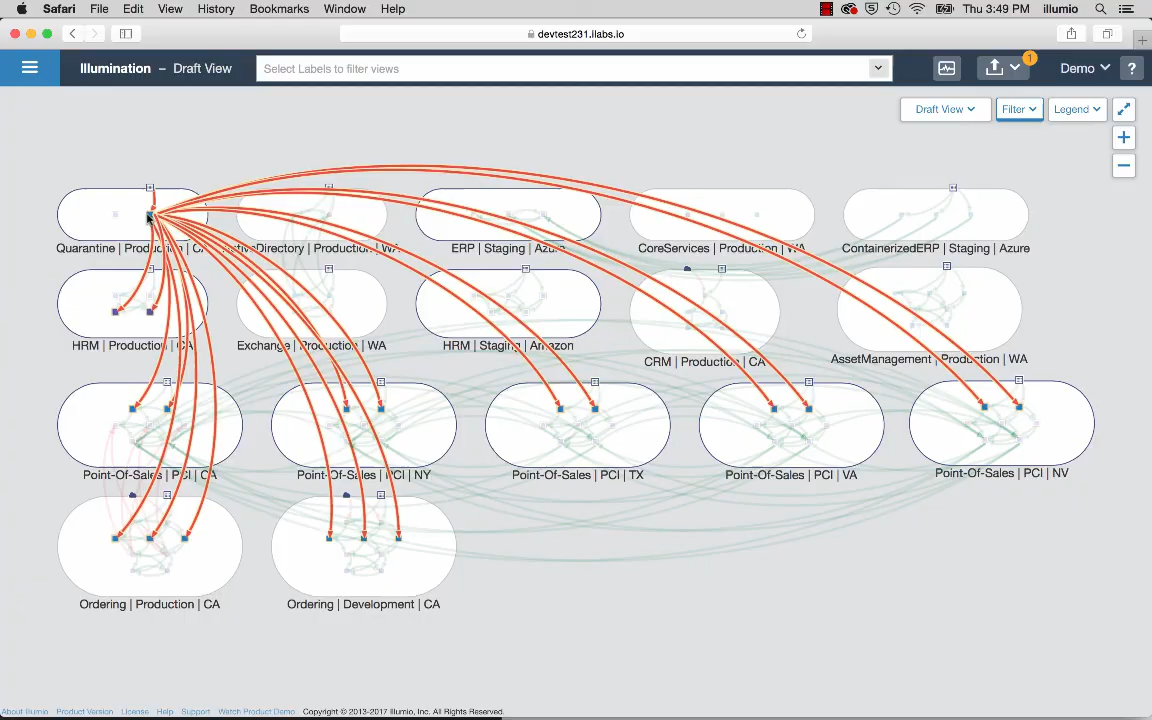 Safari File Edit View History Bookmarks Window Help Thu 3:49 PM illumio
devtest231.ilabs.io
Illumination – Draft View Select Labels to filter views 1 Demo ?
Draft View Filter Legend
Quarantine | Production | CA ActiveDirectory | Production | WA ERP | Staging | Azure CoreServices | Production | WA ContainerizedERP | Staging | Azure
HRM | Production | CA Exchange | Production | WA HRM | Staging | Amazon CRM | Production | CA AssetManagement | Production | WA
Point-Of-Sales | PCI | CA Point-Of-Sales | PCI | NY Point-Of-Sales | PCI | TX Point-Of-Sales | PCI | VA Point-Of-Sales | PCI | NV
Ordering | Production | CA Ordering | Development | CA
About Illumio Product Version License Help Support Watch Product Demo Copyright © 2013-2017 Illumio, Inc. All Rights Reserved.